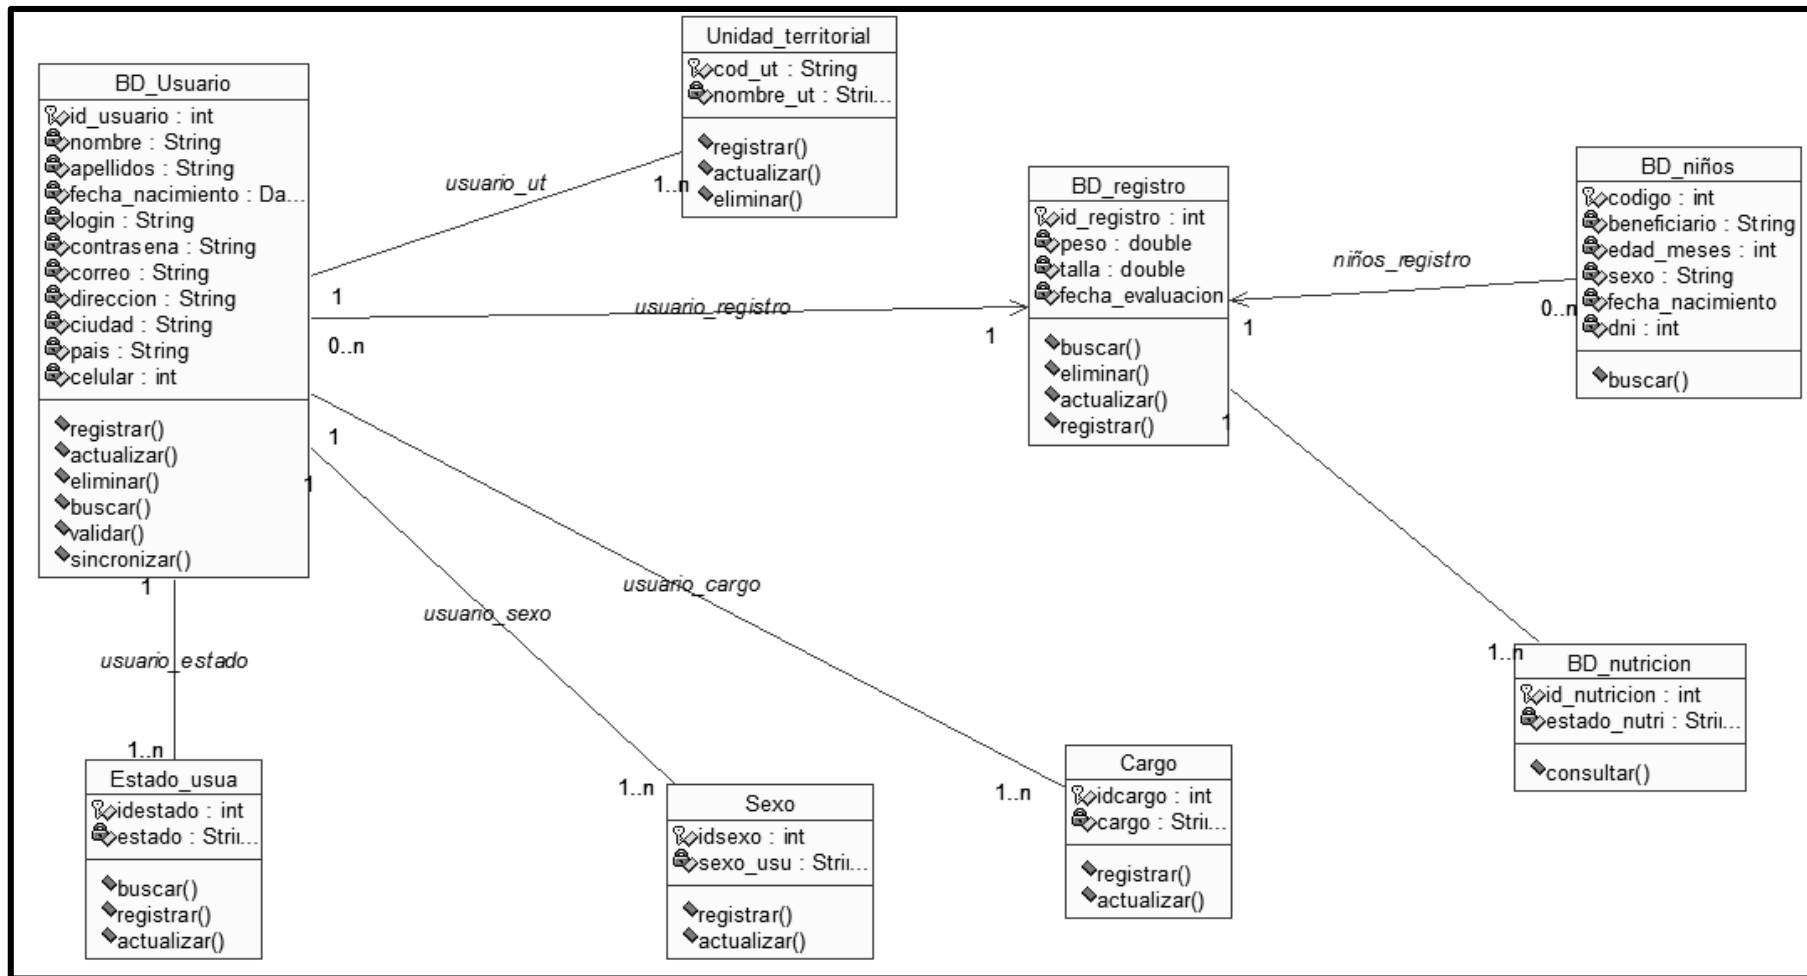 BD_Usuario
id_usuario : int
nombre : String
apellidos : String
fecha_nacimiento : Da...
login : String
contrasena : String
correo : String
direccion : String
ciudad : String
pais : String
celular : int
registrar()
actualizar()
eliminar()
buscar()
validar()
sincronizar()
Unidad_territorial
cod_ut : String
nombre_ut : Strii...
registrar()
actualizar()
eliminar()
usuario_ut
1
1..n
usuario_registro
0..n
1
BD_registro
id_registro : int
peso : double
talla : double
fecha_evaluacion
buscar()
eliminar()
actualizar()
registrar()
niños_registro
1
0..n
BD_niños
codigo : int
beneficiario : String
edad_meses : int
sexo : String
fecha_nacimiento
dni : int
buscar()
1
1..n
BD_nutricion
id_nutricion : int
estado_nutri : Strii...
consultar()
1
usuario_cargo
1..n
Cargo
idcargo : int
cargo : Strii...
registrar()
actualizar()
1
usuario_sexo
1..n
Sexo
idsexo : int
sexo_usu : Strii...
registrar()
actualizar()
1
usuario_estado
1..n
Estado_usua
idestado : int
estado : Strii...
buscar()
registrar()
actualizar()